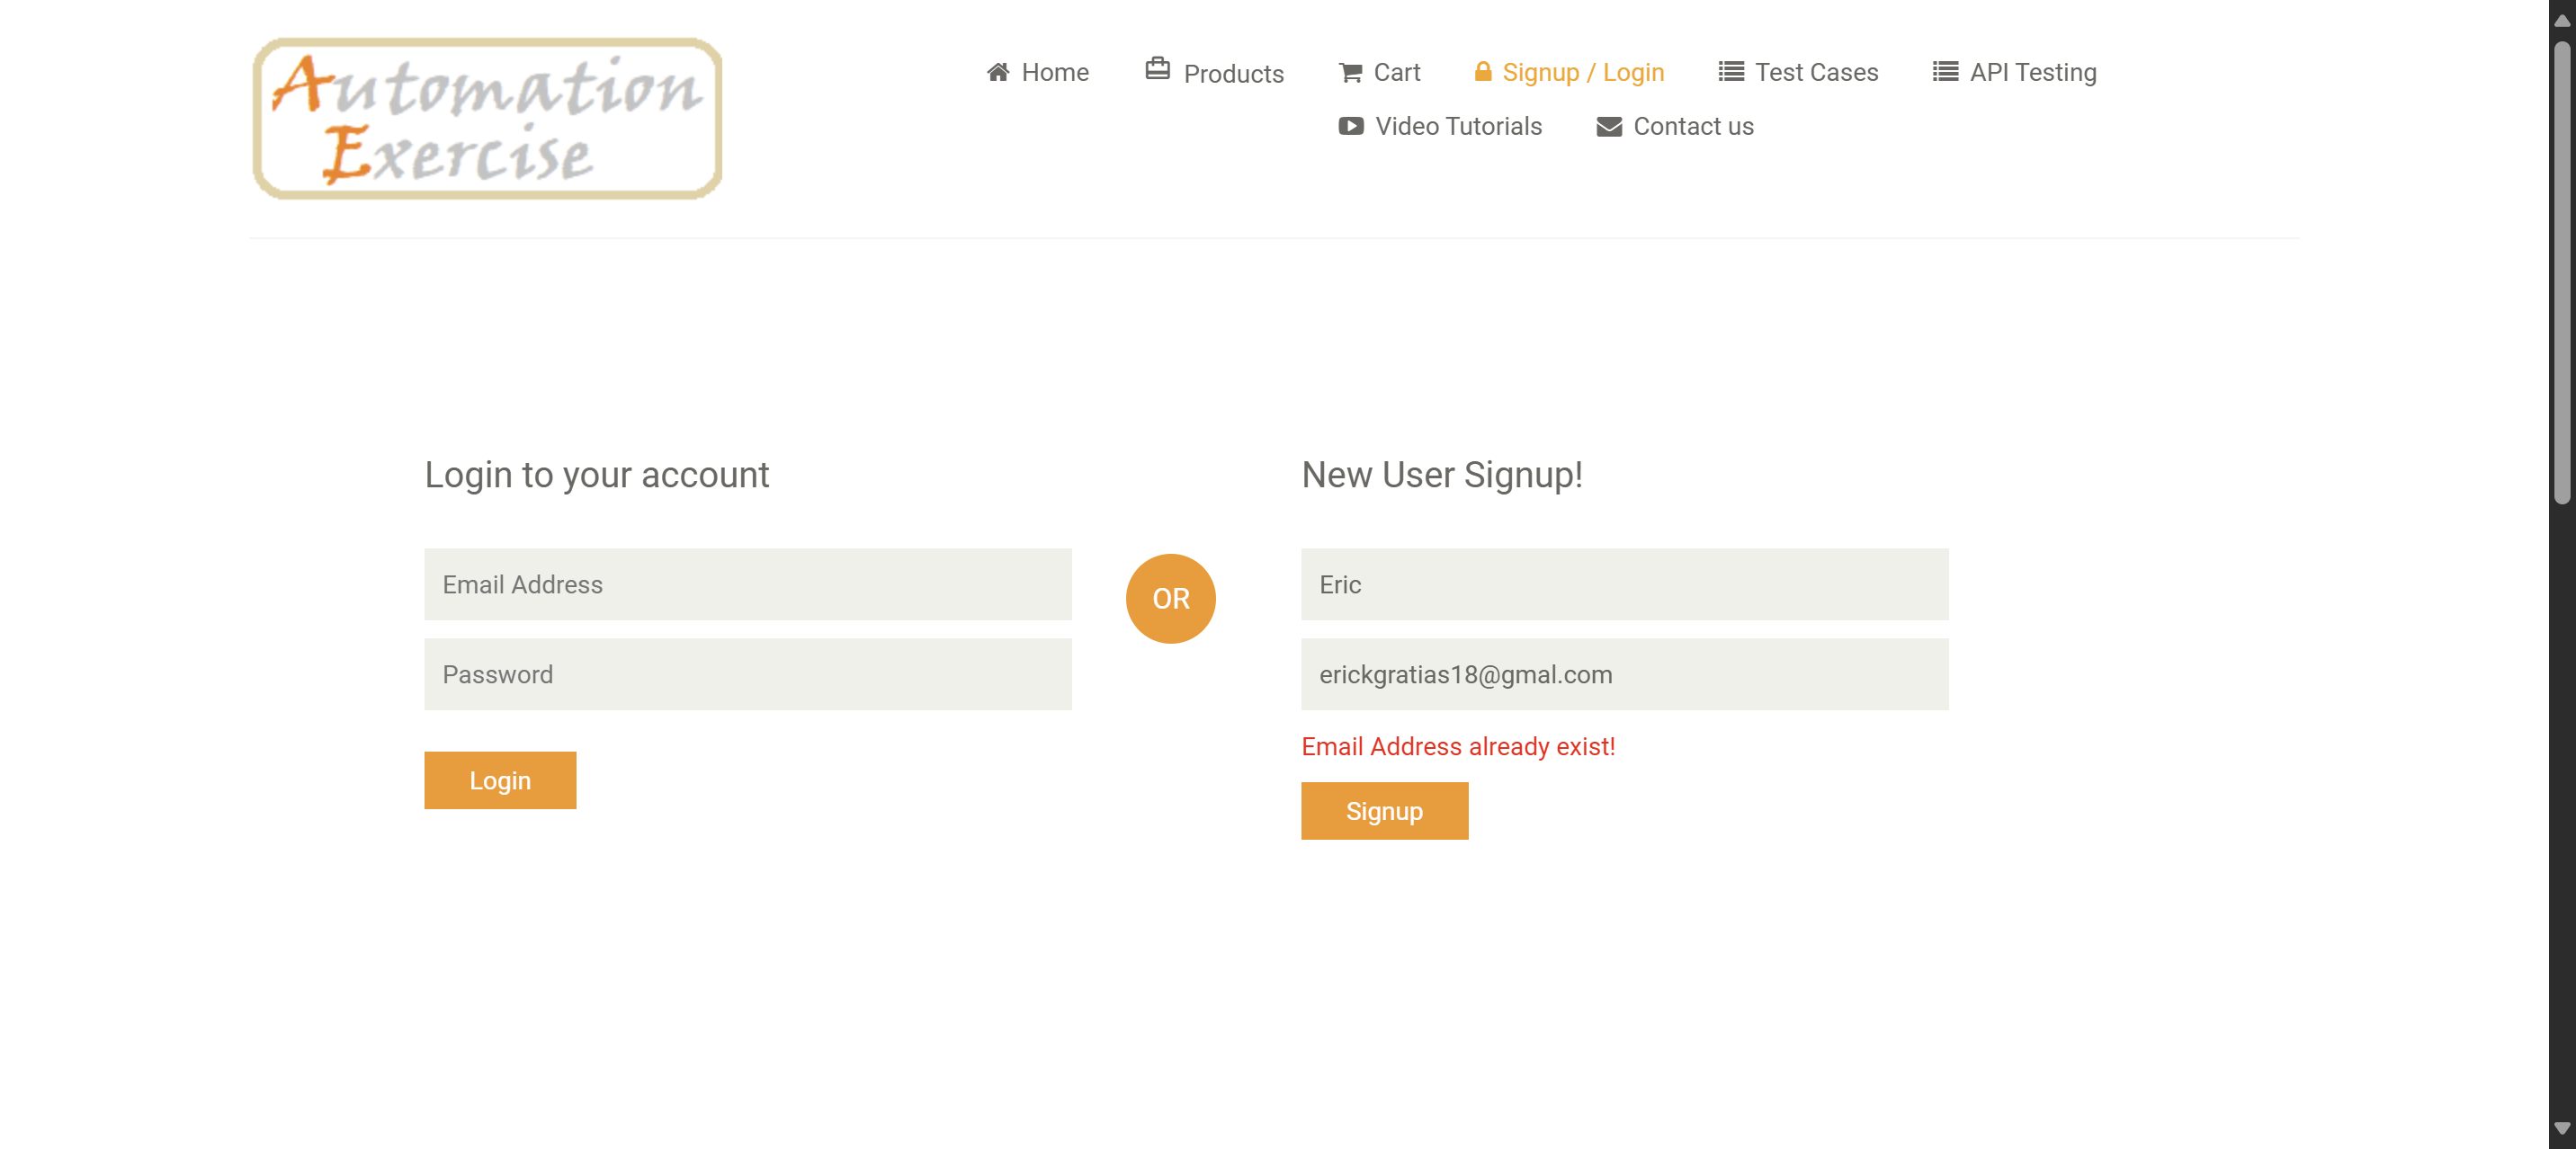 Automation
Exercise
Home
Products
Cart
Signup / Login
Test Cases
API Testing
Video Tutorials
Contact us
Login to your account
Email Address
Password
Login
OR
New User Signup!
Eric
erickgratias18@gmal.com
Email Address already exist!
Signup